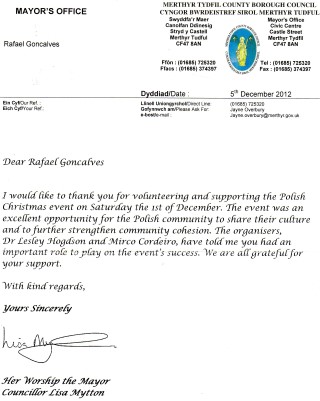 MAYOR'S OFFICE
MERTHYR TYDFIL COUNTY BOROUGH COUNCIL
CYNGOR BWRDEISTREF SIROL MERTHYR TUDFUL
Rafael Goncalves
Swyddfa'r Maer
Canolfan Ddinesig
Stryd y Castell
Merthyr Tudful
CF47 8AN
Mayor's Office
Civic Centre
Castle Street
Merthyr Tydfil
CF47 8AN
Ffôn : (01685) 725320
Ffacs : (01685) 374397
Tel : (01685) 725320
Fax : (01685) 374397
Dyddiad/Date : 5th December 2012
Ein Cyf/Our Ref. :
Eich Cyf/Your Ref. :
Llinell Uniongyrchol/Direct Line: (01685) 725320
Gofynwch am/Please Ask For: Jayne Overbury
e-bost/e-mail: Jayne.Overbury@merthyr.gov.uk
Dear Rafael Goncalves
I would like to thank you for volunteering and supporting the Polish
Christmas event on Saturday the 1st of December. The event was an
excellent opportunity for the Polish community to share their culture
and to further strengthen community cohesion. The organisers,
Dr Lesley Hogdson and Mirco Cordeiro, have told me you had an
important role to play on the event's success. We are all grateful for
your support.
With kind regards,
Yours Sincerely
Her Worship the Mayor
Councillor Lisa Mytton